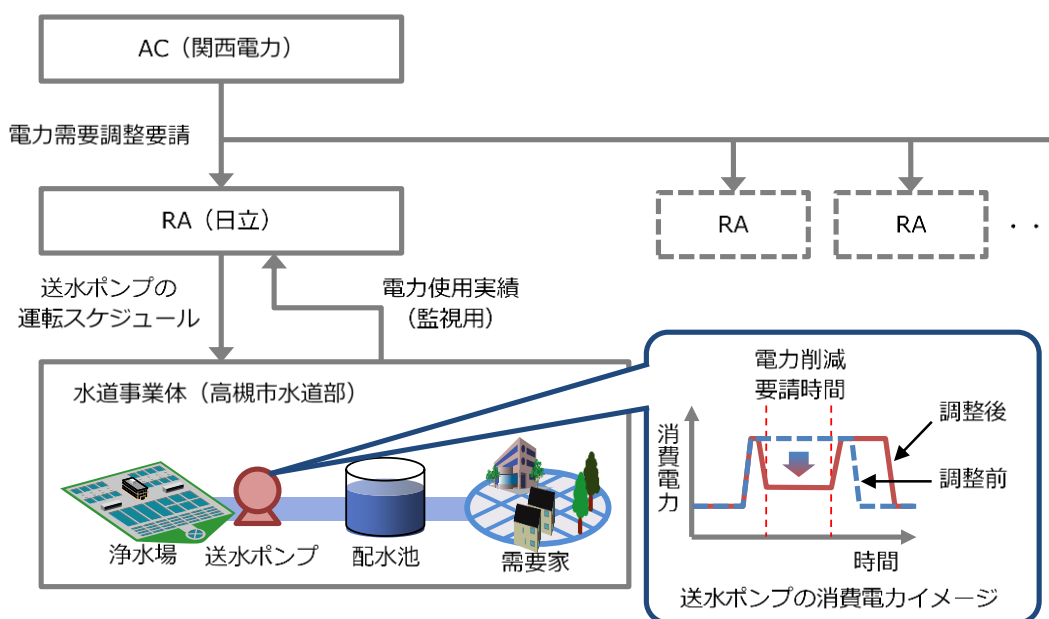 AC（関西電力）
電力需要調整要請
RA（日立）
RA
RA
・・
送水ポンプの
運転スケジュール
電力使用実績
（監視用）
水道事業体（高槻市水道部）
浄水場
送水ポンプ
配水池
需要家
電力削減
要請時間
消費電力
調整後
調整前
時間
送水ポンプの消費電力イメージ